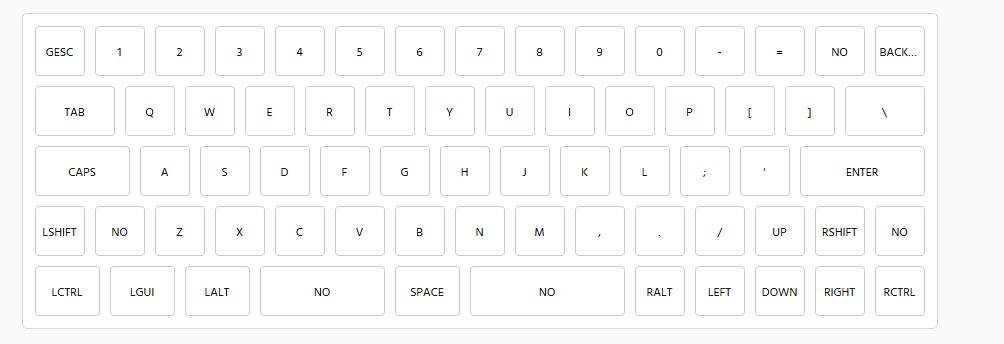 GESC 1 2 3 4 5 6 7 8 9 0 - = NO BACK...
TAB Q W E R T Y U I O P [ ] \
CAPS A S D F G H J K L ; ' ENTER
LSHIFT NO Z X C V B N M , . / UP RSHIFT NO
LCTRL LGUI LALT NO SPACE NO RALT LEFT DOWN RIGHT RCTRL